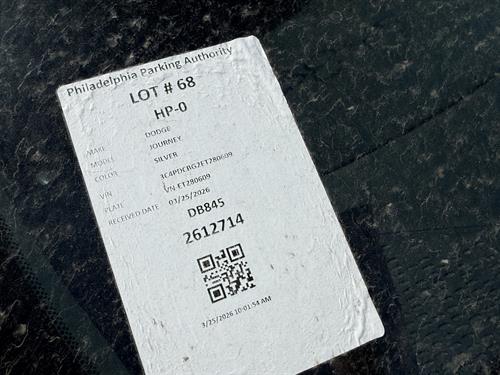 Philadelphia Parking Authority
LOT # 68
HP-0
MAKE DODGE
MODEL JOURNEY
COLOR SILVER
VIN 3C4PDCBG2ET280609
PLATE VN-ET280609
RECEIVED DATE 03/25/2026
DB845
2612714
3/25/2026 10:01:54 AM